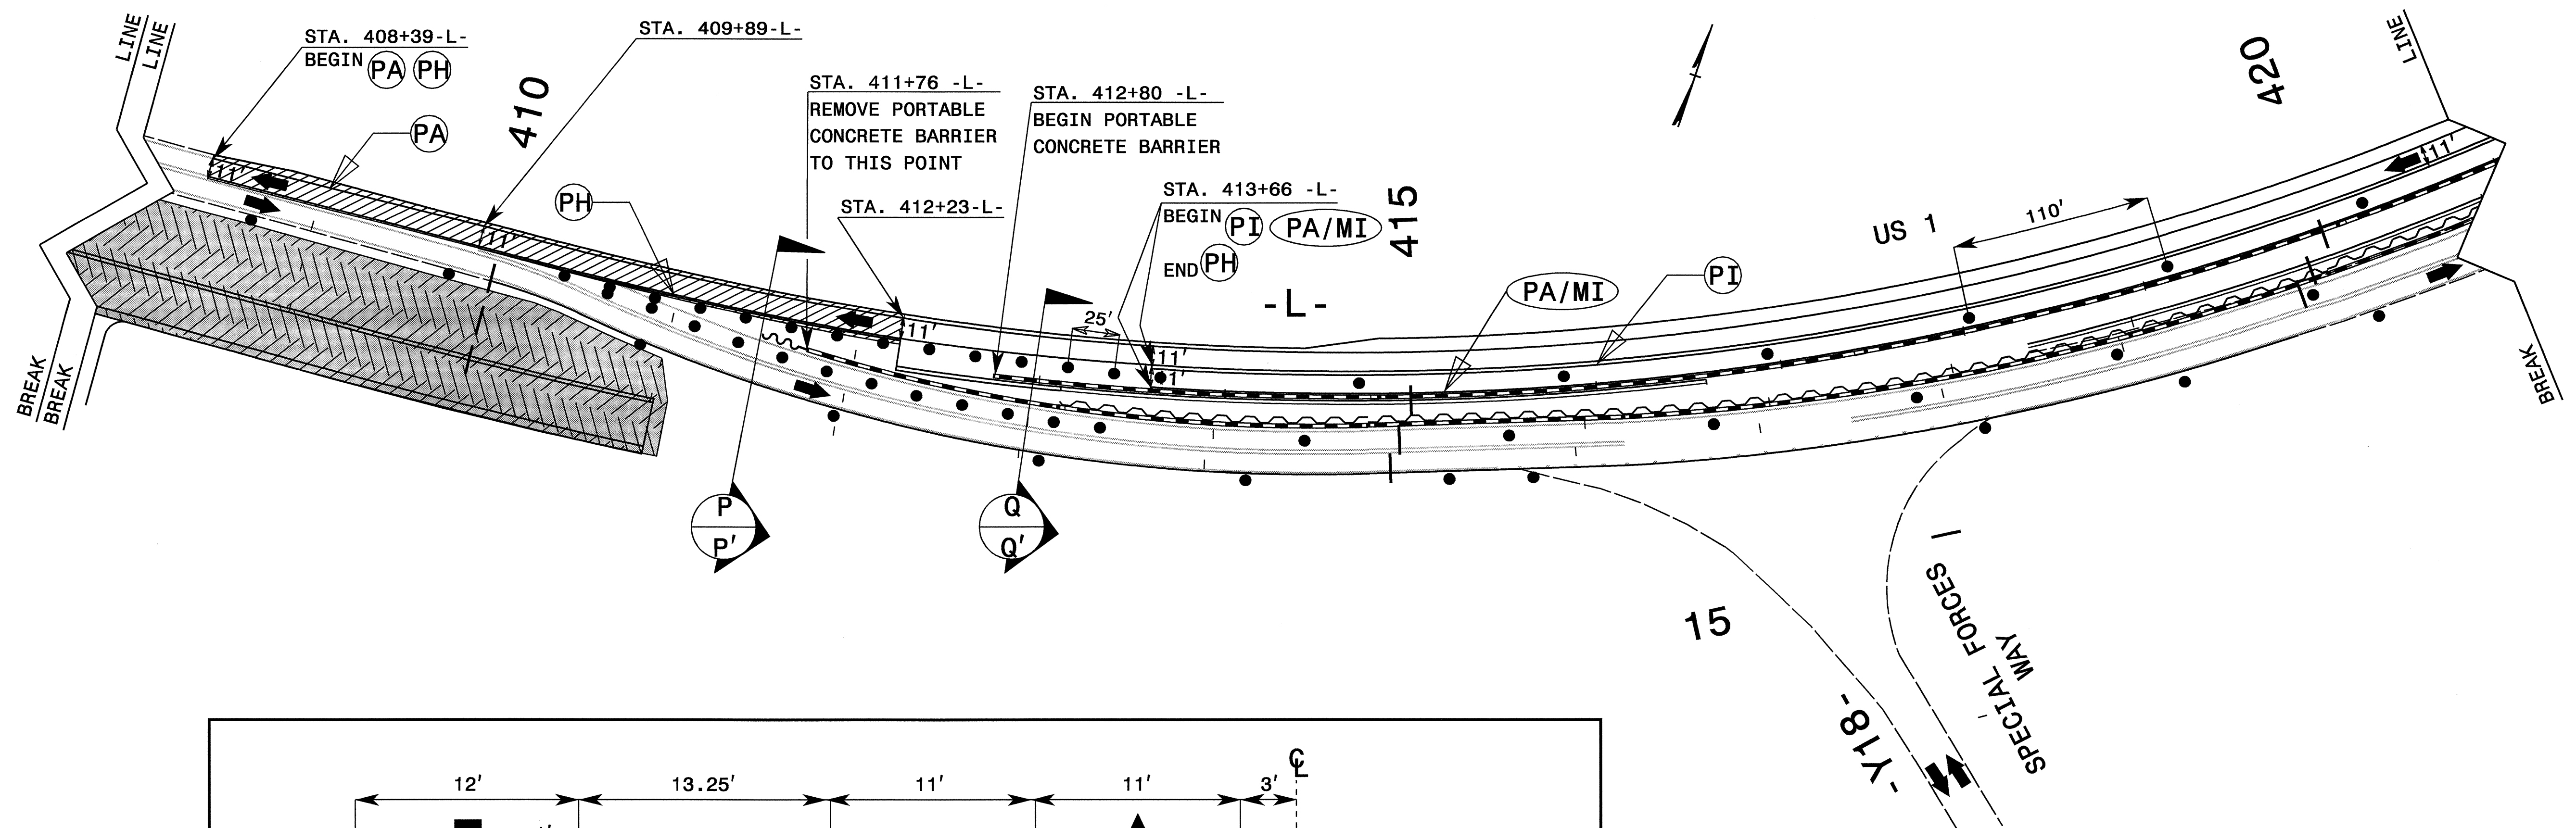 LINE
LINE
STA. 408+39-L-
BEGIN PA PH
PA
410
STA. 409+89-L-
PH
STA. 411+76 -L-
REMOVE PORTABLE
CONCRETE BARRIER
TO THIS POINT
STA. 412+23-L-
STA. 412+80 -L-
BEGIN PORTABLE
CONCRETE BARRIER
STA. 413+66 -L-
BEGIN PI PA/MI
END PH
415
-L-
25'
11'
11'
11'
11'
11'
PA/MI
PI
US 1
110'
420
LINE
11'
BREAK
BREAK
BREAK
P
P'
Q
Q'
15
-Y18-
SPECIAL FORCES
WAY
12'
13.25'
11'
11'
3'
CL